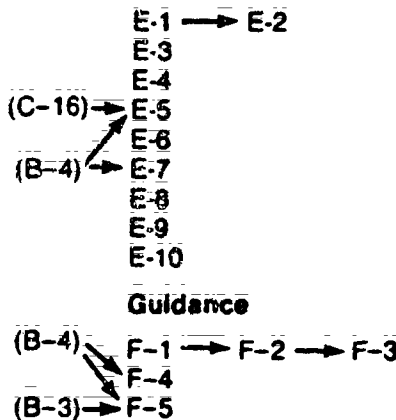 E-1 → E-2
E-3
E-4
(C-16) → E-5
E-6
(B-4) → E-7
E-8
E-9
E-10
Guidance
(B-4)
F-1 → F-2 → F-3
F-4
(B-3) → F-5